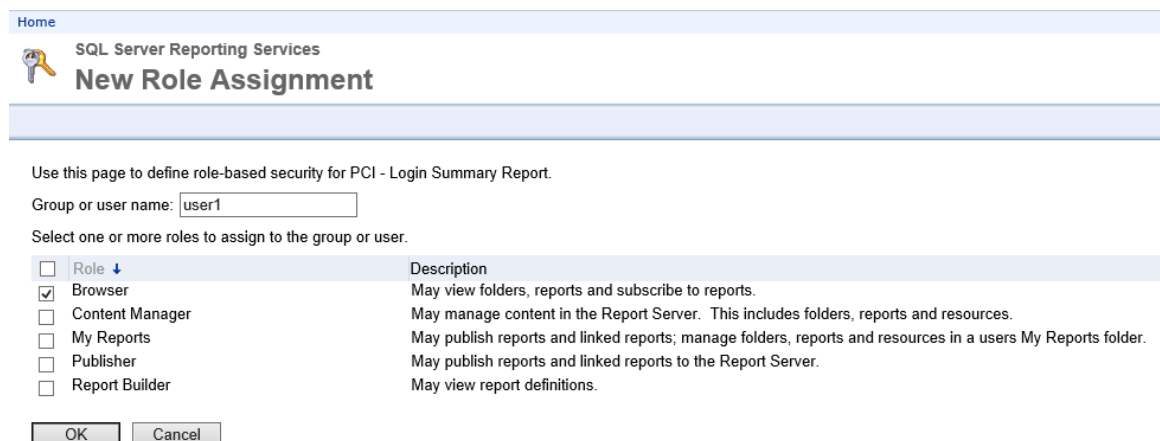 Home
SQL Server Reporting Services
New Role Assignment
Use this page to define role-based security for PCI - Login Summary Report.
Group or user name: user1
Select one or more roles to assign to the group or user.
Role ↓ Description
Browser May view folders, reports and subscribe to reports.
Content Manager May manage content in the Report Server. This includes folders, reports and resources.
My Reports May publish reports and linked reports; manage folders, reports and resources in a users My Reports folder.
Publisher May publish reports and linked reports to the Report Server.
Report Builder May view report definitions.
OK Cancel